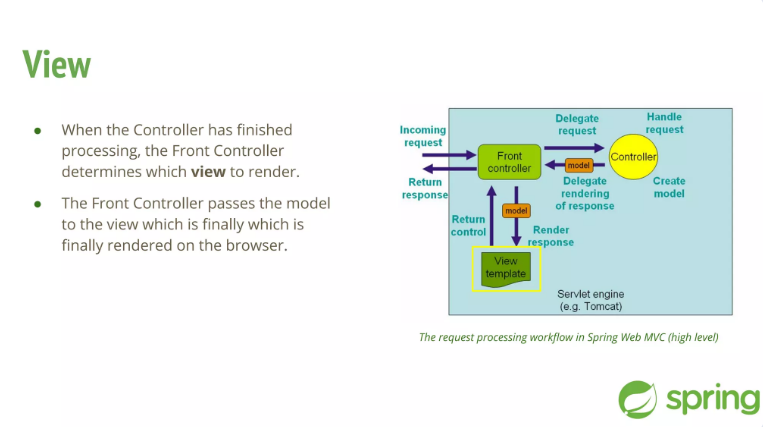 View
● When the Controller has finished
processing, the Front Controller
determines which view to render.
● The Front Controller passes the model
to the view which is finally which is
finally rendered on the browser.
Incoming
request
Return
response
Front
controller
Delegate
request
Handle
request
Controller
model
Delegate
rendering
of response
Create
model
model
Return
control
Render
response
View
template
Servlet engine
(e.g. Tomcat)
The request processing workflow in Spring Web MVC (high level)
spring